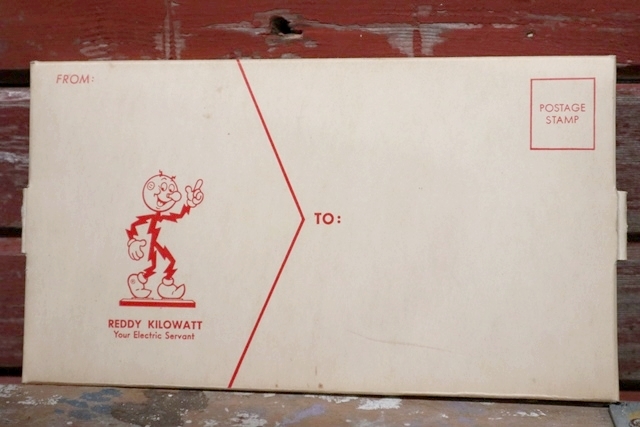 FROM:
POSTAGE
STAMP
TO:
REDDY KILOWATT
Your Electric Servant